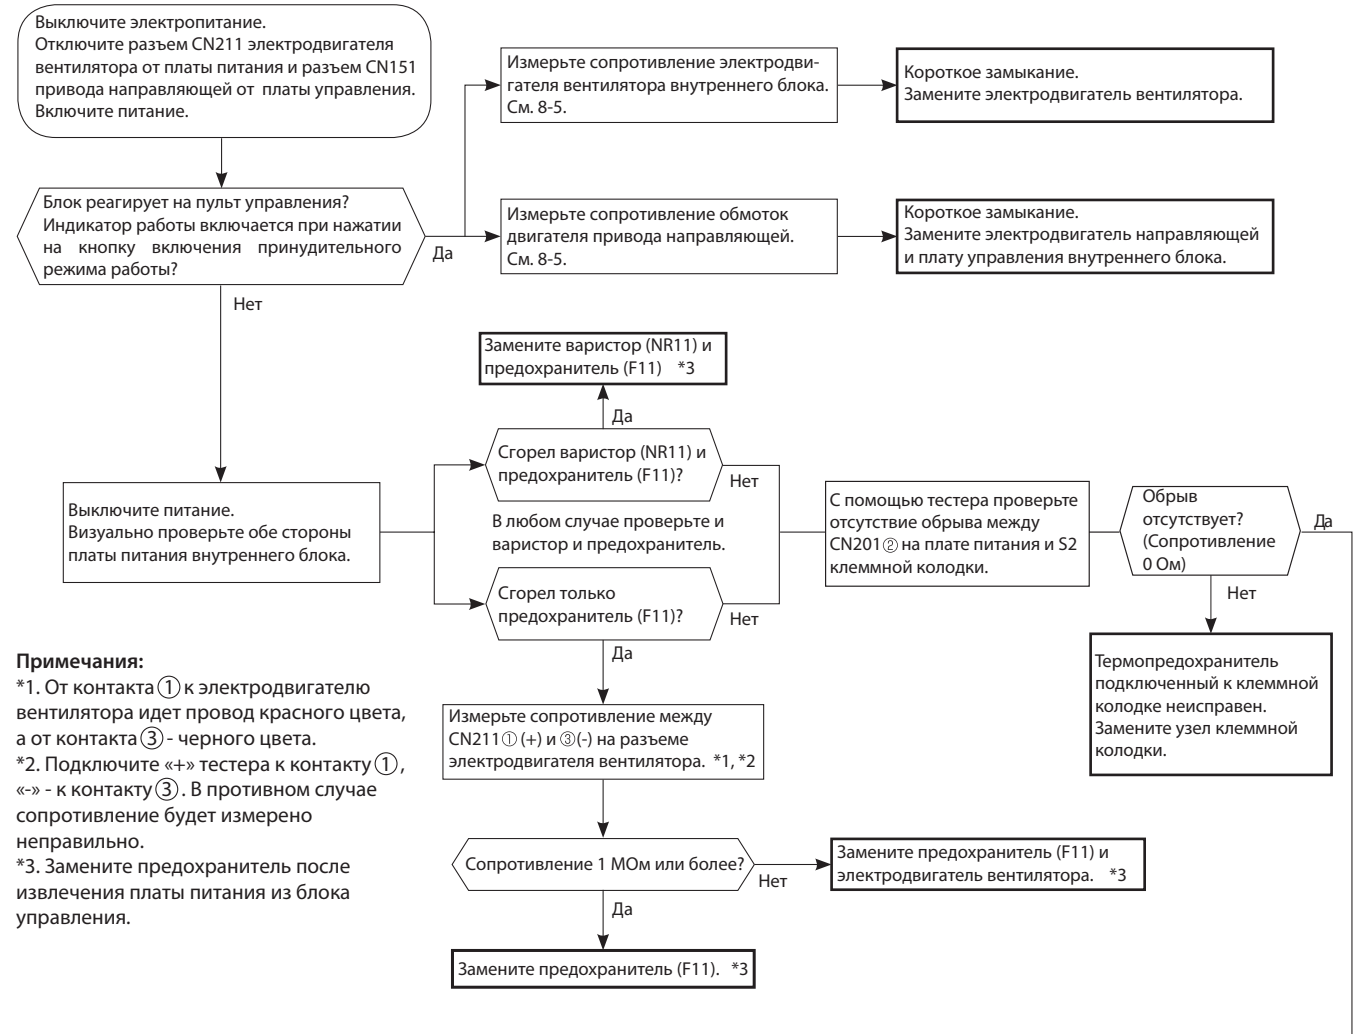 Выключите электропитание.
Отключите разъем CN211 электродвигателя
вентилятора от платы питания и разъем CN151
привода направляющей от платы управления.
Включите питание.
Измерьте сопротивление электродви-
гателя вентилятора внутреннего блока.
См. 8-5.
Короткое замыкание.
Замените электродвигатель вентилятора.
Блок реагирует на пульт управления?
Индикатор работы включается при нажатии
на кнопку включения принудительного
режима работы?
Да
Измерьте сопротивление обмоток
двигателя привода направляющей.
См. 8-5.
Короткое замыкание.
Замените электродвигатель направляющей
и плату управления внутреннего блока.
Нет
Замените варистор (NR11) и
предохранитель (F11) *3
Да
Сгорел варистор (NR11) и
предохранитель (F11)?
Нет
Выключите питание.
Визуально проверьте обе стороны
платы питания внутреннего блока.
В любом случае проверьте и
варистор и предохранитель.
Сгорел только
предохранитель (F11)?
Нет
С помощью тестера проверьте
отсутствие обрыва между
CN201② на плате питания и S2
клеммной колодки.
Обрыв
отсутствует?
(Сопротивление
0 Ом)
Да
Нет
Термопредохранитель
подключенный к клеммной
колодке неисправен.
Замените узел клеммной
колодки.
Да
Измерьте сопротивление между
CN211① (+) и ③(-) на разъеме
электродвигателя вентилятора. *1, *2
Сопротивление 1 МОм или более?
Нет
Замените предохранитель (F11) и
электродвигатель вентилятора. *3
Да
Замените предохранитель (F11). *3
Примечания:
*1. От контакта ① к электродвигателю
вентилятора идет провод красного цвета,
а от контакта ③ - черного цвета.
*2. Подключите «+» тестера к контакту ①,
«-» - к контакту ③. В противном случае
сопротивление будет измерено
неправильно.
*3. Замените предохранитель после
извлечения платы питания из блока
управления.